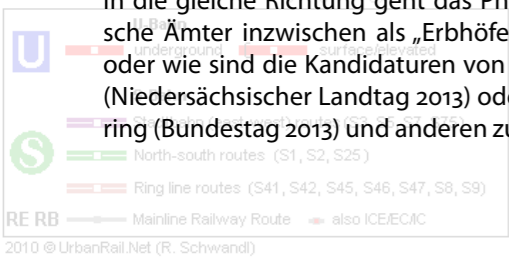 In die gleiche Richtung geht das Ph
sche Ämter inzwischen als „Erbhöfe
oder wie sind die Kandidaturen von
(Niedersächsischer Landtag 2013) od
ring (Bundestag 2013) und anderen zu
U-Bahn
U
underground
surface/elevated
routes
S
North-south routes (S1, S2, S25)
Ring line routes (S41, S42, S45, S46, S47, S8, S9)
RE RB Mainline Railway Route also ICE/EC/IC
2010 @ UrbanRail.Net (R. Schwandl)